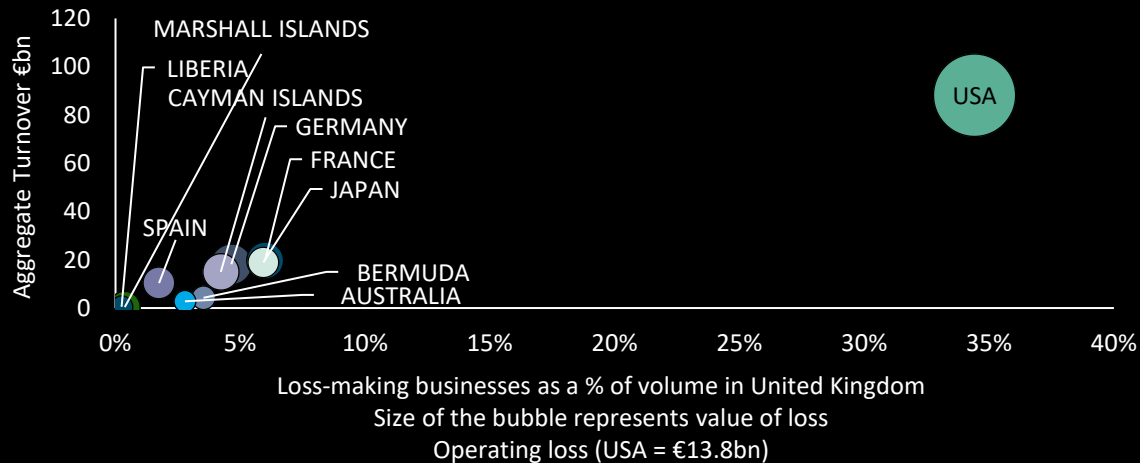 Aggregate Turnover €bn
120
100
80
60
40
20
0
MARSHALL ISLANDS
LIBERIA
CAYMAN ISLANDS
GERMANY
FRANCE
JAPAN
SPAIN
BERMUDA
AUSTRALIA
USA
0%
5%
10%
15%
20%
25%
30%
35%
40%
Loss-making businesses as a % of volume in United Kingdom
Size of the bubble represents value of loss
Operating loss (USA = €13.8bn)